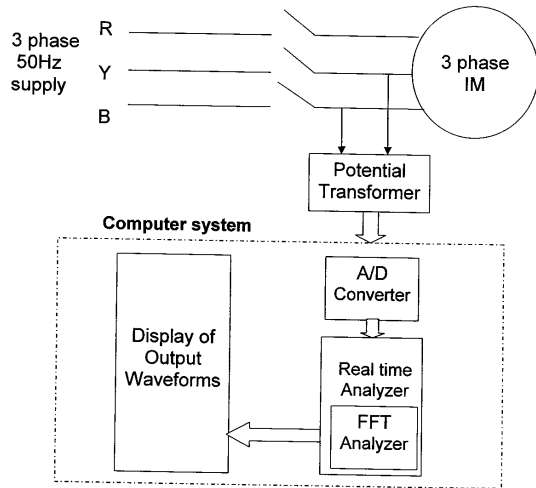 3 phase
50Hz
supply
R
Y
B
3 phase
IM
Potential
Transformer
Computer system
A/D
Converter
Display of
Output
Waveforms
Real time
Analyzer
FFT
Analyzer